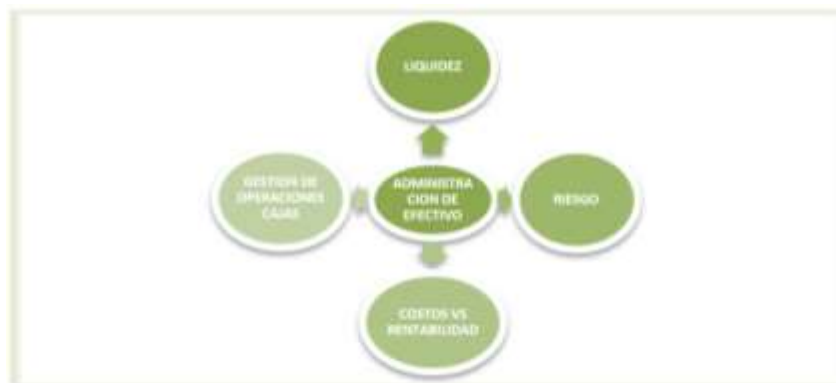 LIQUIDEZ
GESTION DE
OPERACIONES
CAJAS
ADMINISTRA
CION DE
EFECTIVO
RIESGO
COSTOS VS
RENTABILIDAD